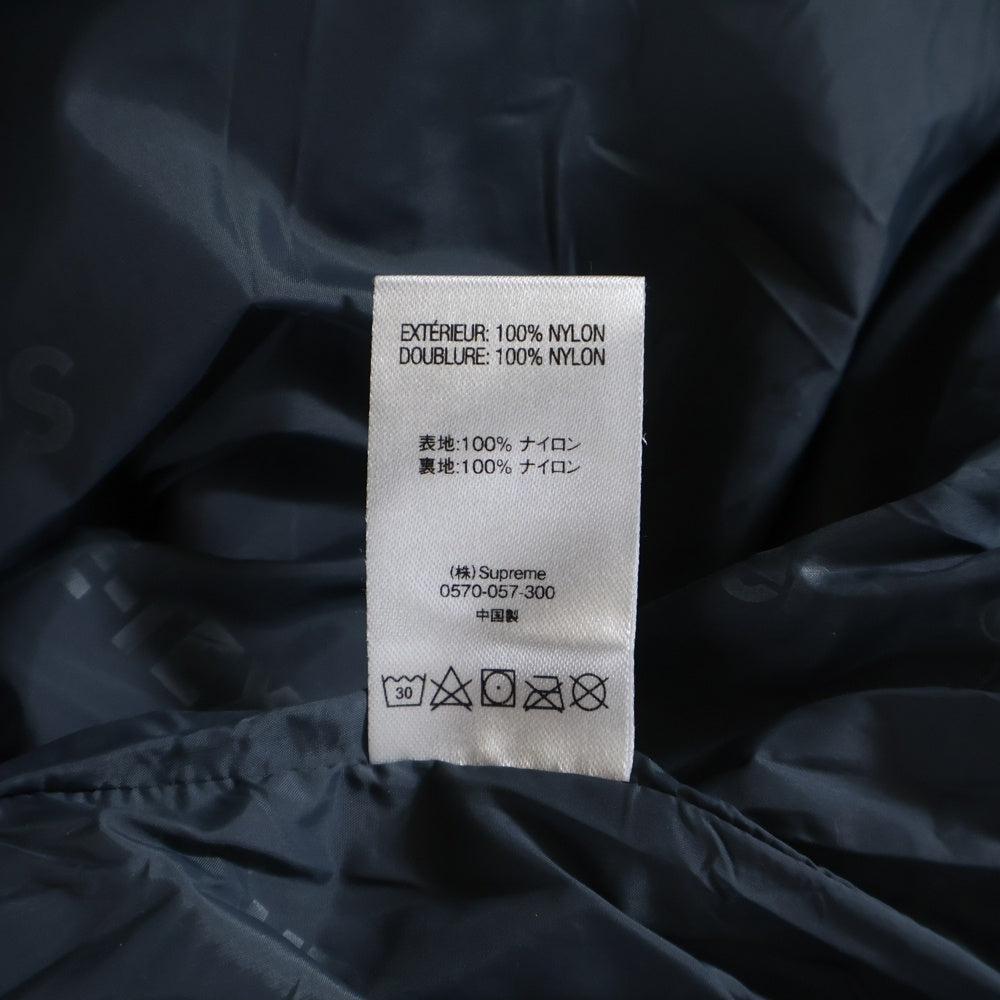 EXTÉRIEUR: 100% NYLON
DOUBLURE: 100% NYLON
表地:100% ナイロン
裏地:100% ナイロン
(株)Supreme
0570-057-300
中国製
30